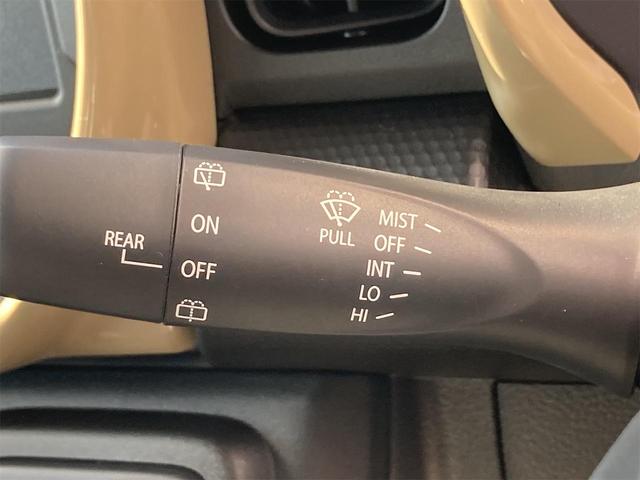 REAR
ON
OFF
PULL
MIST
OFF
INT
LO
HI